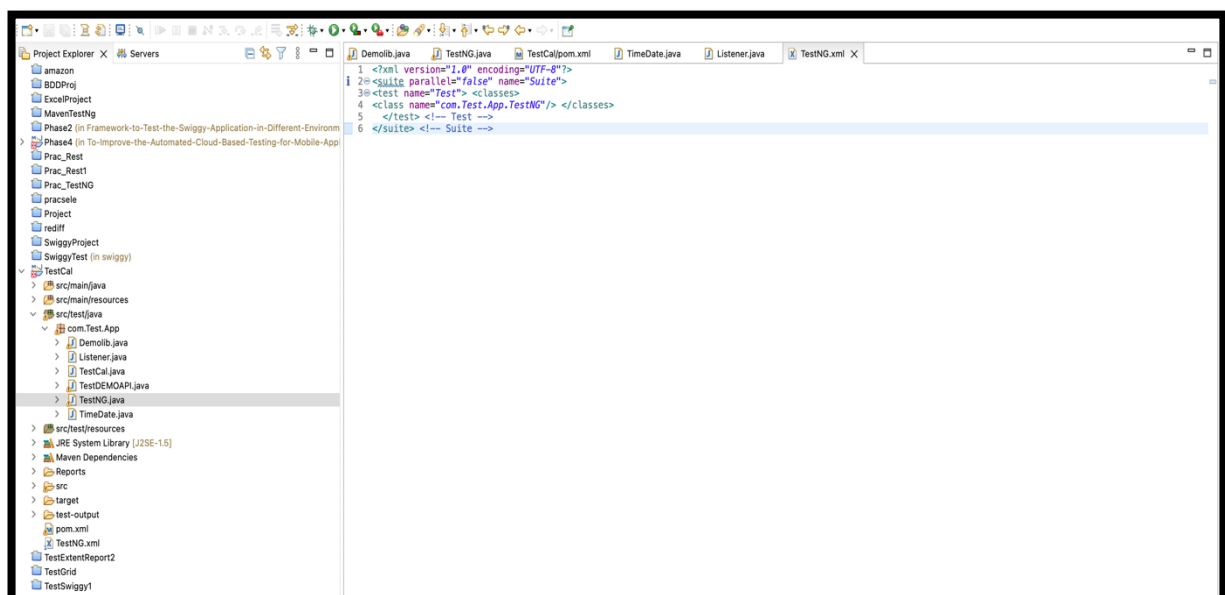 Project Explorer
Servers
amazon
BDDProj
ExcelProject
MavenTestNg
Phase2 (in Framework-to-Test-the-Swiggy-Application-in-Different-Environm
Phase4 (in To-Improve-the-Automated-Cloud-Based-Testing-for-Mobile-Appl
Prac_Rest
Prac_Rest1
Prac_TestNG
pracsele
Project
rediff
SwiggyProject
SwiggyTest (in swiggy)
TestCal
src/main/java
src/main/resources
src/test/java
com.Test.App
Demolib.java
Listener.java
TestCal.java
TestDEMOAPI.java
TestNG.java
TimeDate.java
src/test/resources
JRE System Library [J2SE-1.5]
Maven Dependencies
Reports
src
target
test-output
pom.xml
TestNG.xml
TestExtentReport2
TestGrid
TestSwiggy1
Demolib.java
TestNG.java
TestCal/pom.xml
TimeDate.java
Listener.java
TestNG.xml
1 <?xml version="1.0" encoding="UTF-8"?>
2 <suite parallel="false" name="Suite">
3 <test name="Test"> <classes>
4 <class name="com.Test.App.TestNG"/> </classes>
5 </test> <!-- Test -->
6 </suite> <!-- Suite -->